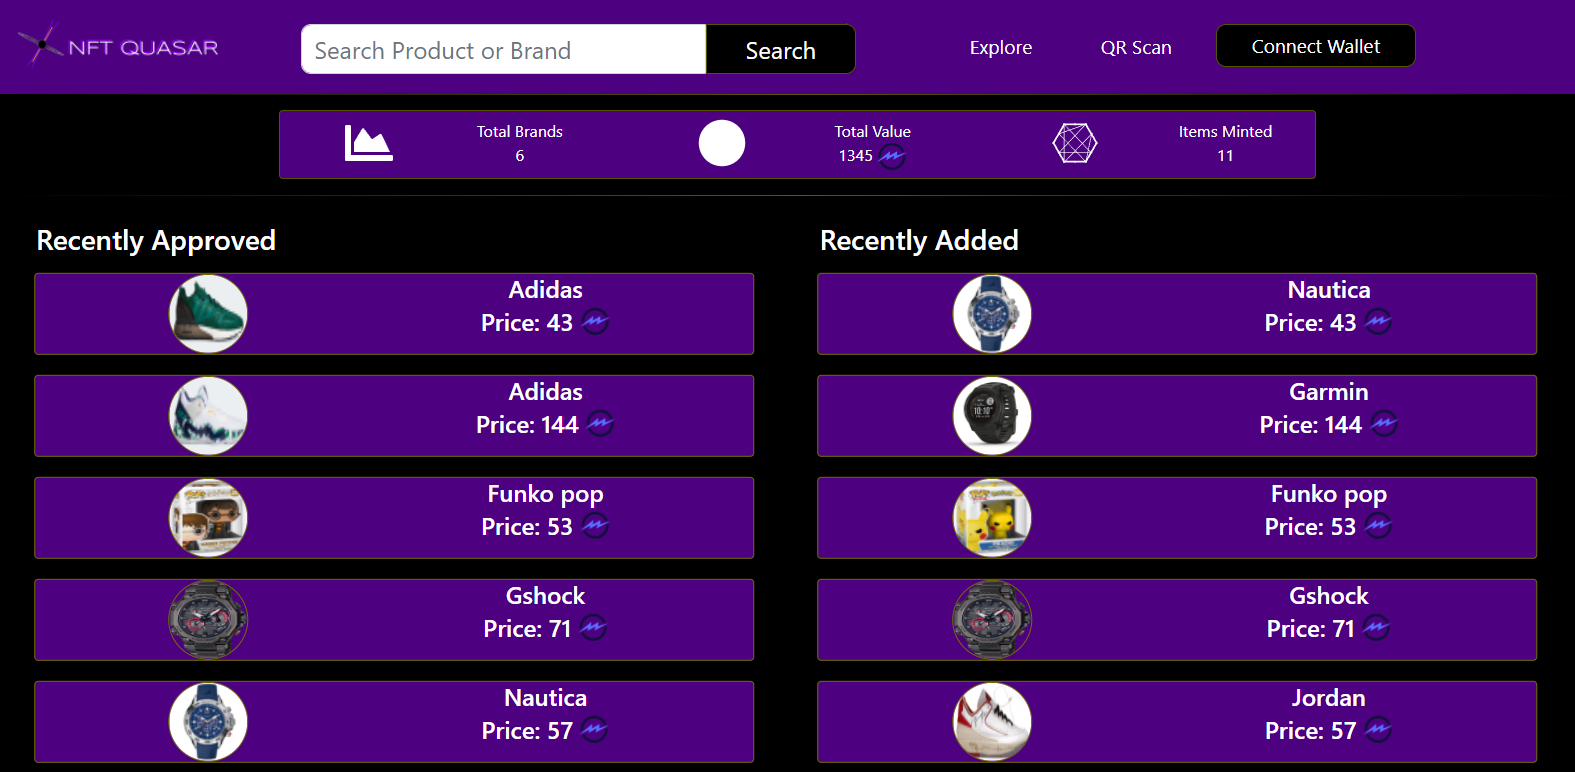 NFT QUASAR
Search Product or Brand
Search
Explore
QR Scan
Connect Wallet
Total Brands
6
Total Value
1345
Items Minted
11
Recently Approved
Adidas
Price: 43
Adidas
Price: 144
Funko pop
Price: 53
Gshock
Price: 71
Nautica
Price: 57
Recently Added
Nautica
Price: 43
Garmin
Price: 144
Funko pop
Price: 53
Gshock
Price: 71
Jordan
Price: 57